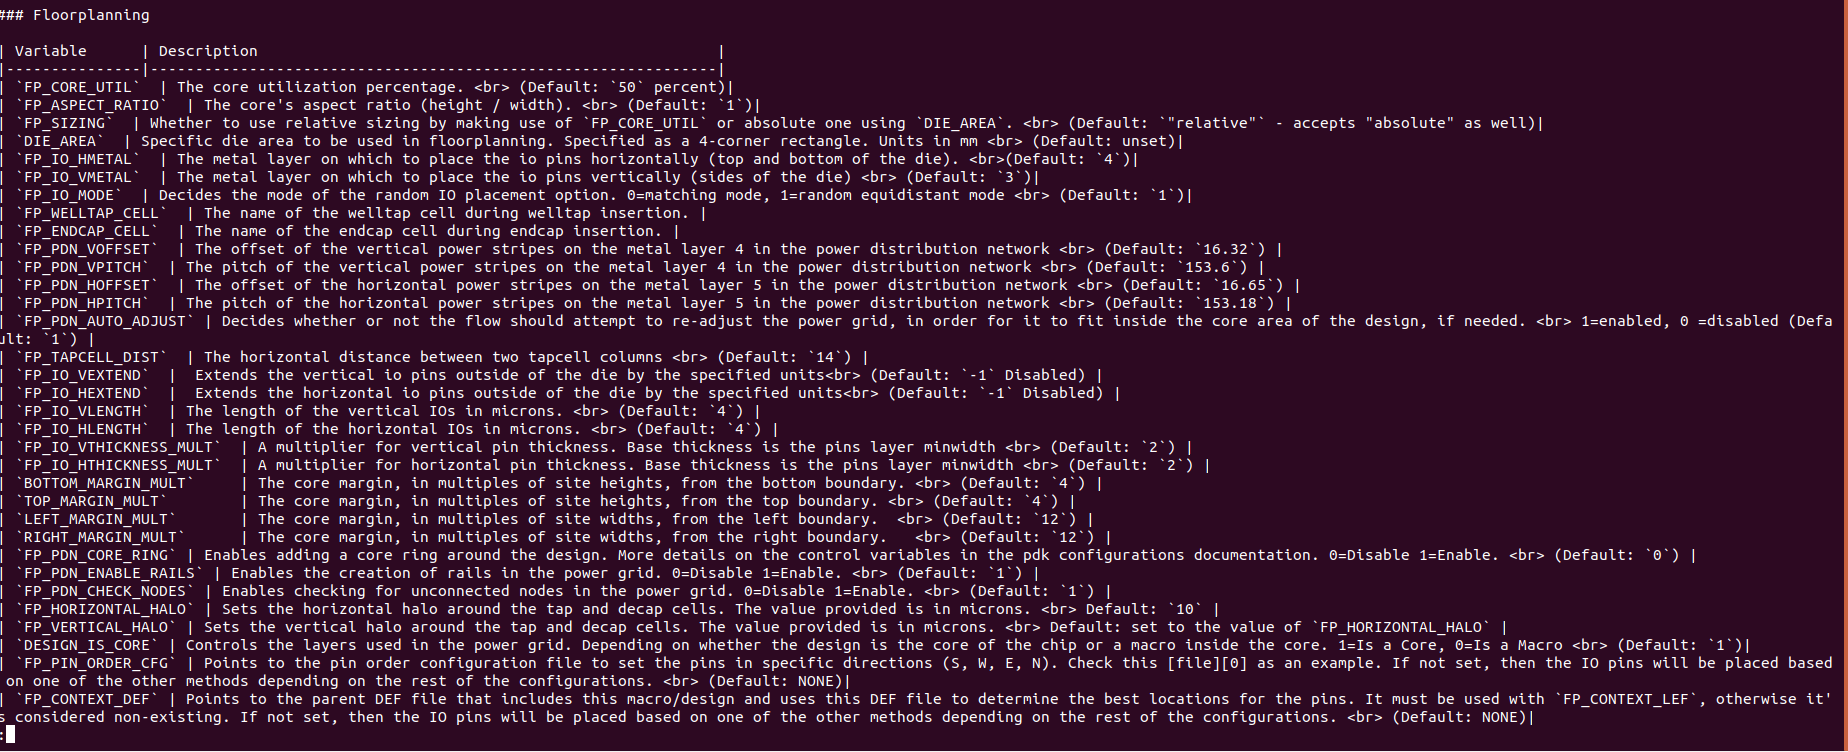 ### Floorplanning
| Variable      | Description                                                   |
|---------------|---------------------------------------------------------------|
| `FP_CORE_UTIL`  | The core utilization percentage. <br> (Default: `50` percent)|
| `FP_ASPECT_RATIO`  | The core's aspect ratio (height / width). <br> (Default: `1`)|
| `FP_SIZING`  | Whether to use relative sizing by making use of `FP_CORE_UTIL` or absolute one using `DIE_AREA`. <br> (Default: `"relative"` - accepts "absolute" as well)|
| `DIE_AREA`  | Specific die area to be used in floorplanning. Specified as a 4-corner rectangle. Units in mm <br> (Default: unset)|
| `FP_IO_HMETAL`  | The metal layer on which to place the io pins horizontally (top and bottom of the die). <br>(Default: `4`)|
| `FP_IO_VMETAL`  | The metal layer on which to place the io pins vertically (sides of the die) <br> (Default: `3`)|
| `FP_IO_MODE`  | Decides the mode of the random IO placement option. 0=matching mode, 1=random equidistant mode <br> (Default: `1`)|
| `FP_WELLTAP_CELL`  | The name of the welltap cell during welltap insertion. |
| `FP_ENDCAP_CELL`  | The name of the endcap cell during endcap insertion. |
| `FP_PDN_VOFFSET`  | The offset of the vertical power stripes on the metal layer 4 in the power distribution network <br> (Default: `16.32`) |
| `FP_PDN_VPITCH`  | The pitch of the vertical power stripes on the metal layer 4 in the power distribution network <br> (Default: `153.6`) |
| `FP_PDN_HOFFSET`  | The offset of the horizontal power stripes on the metal layer 5 in the power distribution network <br> (Default: `16.65`) |
| `FP_PDN_HPITCH`  | The pitch of the horizontal power stripes on the metal layer 5 in the power distribution network <br> (Default: `153.18`) |
| `FP_PDN_AUTO_ADJUST` | Decides whether or not the flow should attempt to re-adjust the power grid, in order for it to fit inside the core area of the design, if needed. <br> 1=enabled, 0 =disabled (Defa
ult: `1`) |
| `FP_TAPCELL_DIST`  | The horizontal distance between two tapcell columns <br> (Default: `14`) |
| `FP_IO_VEXTEND`  |  Extends the vertical io pins outside of the die by the specified units<br> (Default: `-1` Disabled) |
| `FP_IO_HEXTEND`  |  Extends the horizontal io pins outside of the die by the specified units<br> (Default: `-1` Disabled) |
| `FP_IO_VLENGTH`  | The length of the vertical IOs in microns. <br> (Default: `4`) |
| `FP_IO_HLENGTH`  | The length of the horizontal IOs in microns. <br> (Default: `4`) |
| `FP_IO_VTHICKNESS_MULT`  | A multiplier for vertical pin thickness. Base thickness is the pins layer minwidth <br> (Default: `2`) |
| `FP_IO_HTHICKNESS_MULT`  | A multiplier for horizontal pin thickness. Base thickness is the pins layer minwidth <br> (Default: `2`) |
| `BOTTOM_MARGIN_MULT`     | The core margin, in multiples of site heights, from the bottom boundary. <br> (Default: `4`) |
| `TOP_MARGIN_MULT`        | The core margin, in multiples of site heights, from the top boundary. <br> (Default: `4`) |
| `LEFT_MARGIN_MULT`       | The core margin, in multiples of site widths, from the left boundary.  <br> (Default: `12`) |
| `RIGHT_MARGIN_MULT`      | The core margin, in multiples of site widths, from the right boundary.   <br> (Default: `12`) |
| `FP_PDN_CORE_RING` | Enables adding a core ring around the design. More details on the control variables in the pdk configurations documentation. 0=Disable 1=Enable. <br> (Default: `0`) |
| `FP_PDN_ENABLE_RAILS` | Enables the creation of rails in the power grid. 0=Disable 1=Enable. <br> (Default: `1`) |
| `FP_PDN_CHECK_NODES` | Enables checking for unconnected nodes in the power grid. 0=Disable 1=Enable. <br> (Default: `1`) |
| `FP_HORIZONTAL_HALO` | Sets the horizontal halo around the tap and decap cells. The value provided is in microns. <br> Default: `10` |
| `FP_VERTICAL_HALO` | Sets the vertical halo around the tap and decap cells. The value provided is in microns. <br> Default: set to the value of `FP_HORIZONTAL_HALO` |
| `DESIGN_IS_CORE` | Controls the layers used in the power grid. Depending on whether the design is the core of the chip or a macro inside the core. 1=Is a Core, 0=Is a Macro <br> (Default: `1`)|
| `FP_PIN_ORDER_CFG` | Points to the pin order configuration file to set the pins in specific directions (S, W, E, N). Check this [file][0] as an example. If not set, then the IO pins will be placed based
 on one of the other methods depending on the rest of the configurations. <br> (Default: NONE)|
| `FP_CONTEXT_DEF` | Points to the parent DEF file that includes this macro/design and uses this DEF file to determine the best locations for the pins. It must be used with `FP_CONTEXT_LEF`, otherwise it'
s considered non-existing. If not set, then the IO pins will be placed based on one of the other methods depending on the rest of the configurations. <br> (Default: NONE)|
: